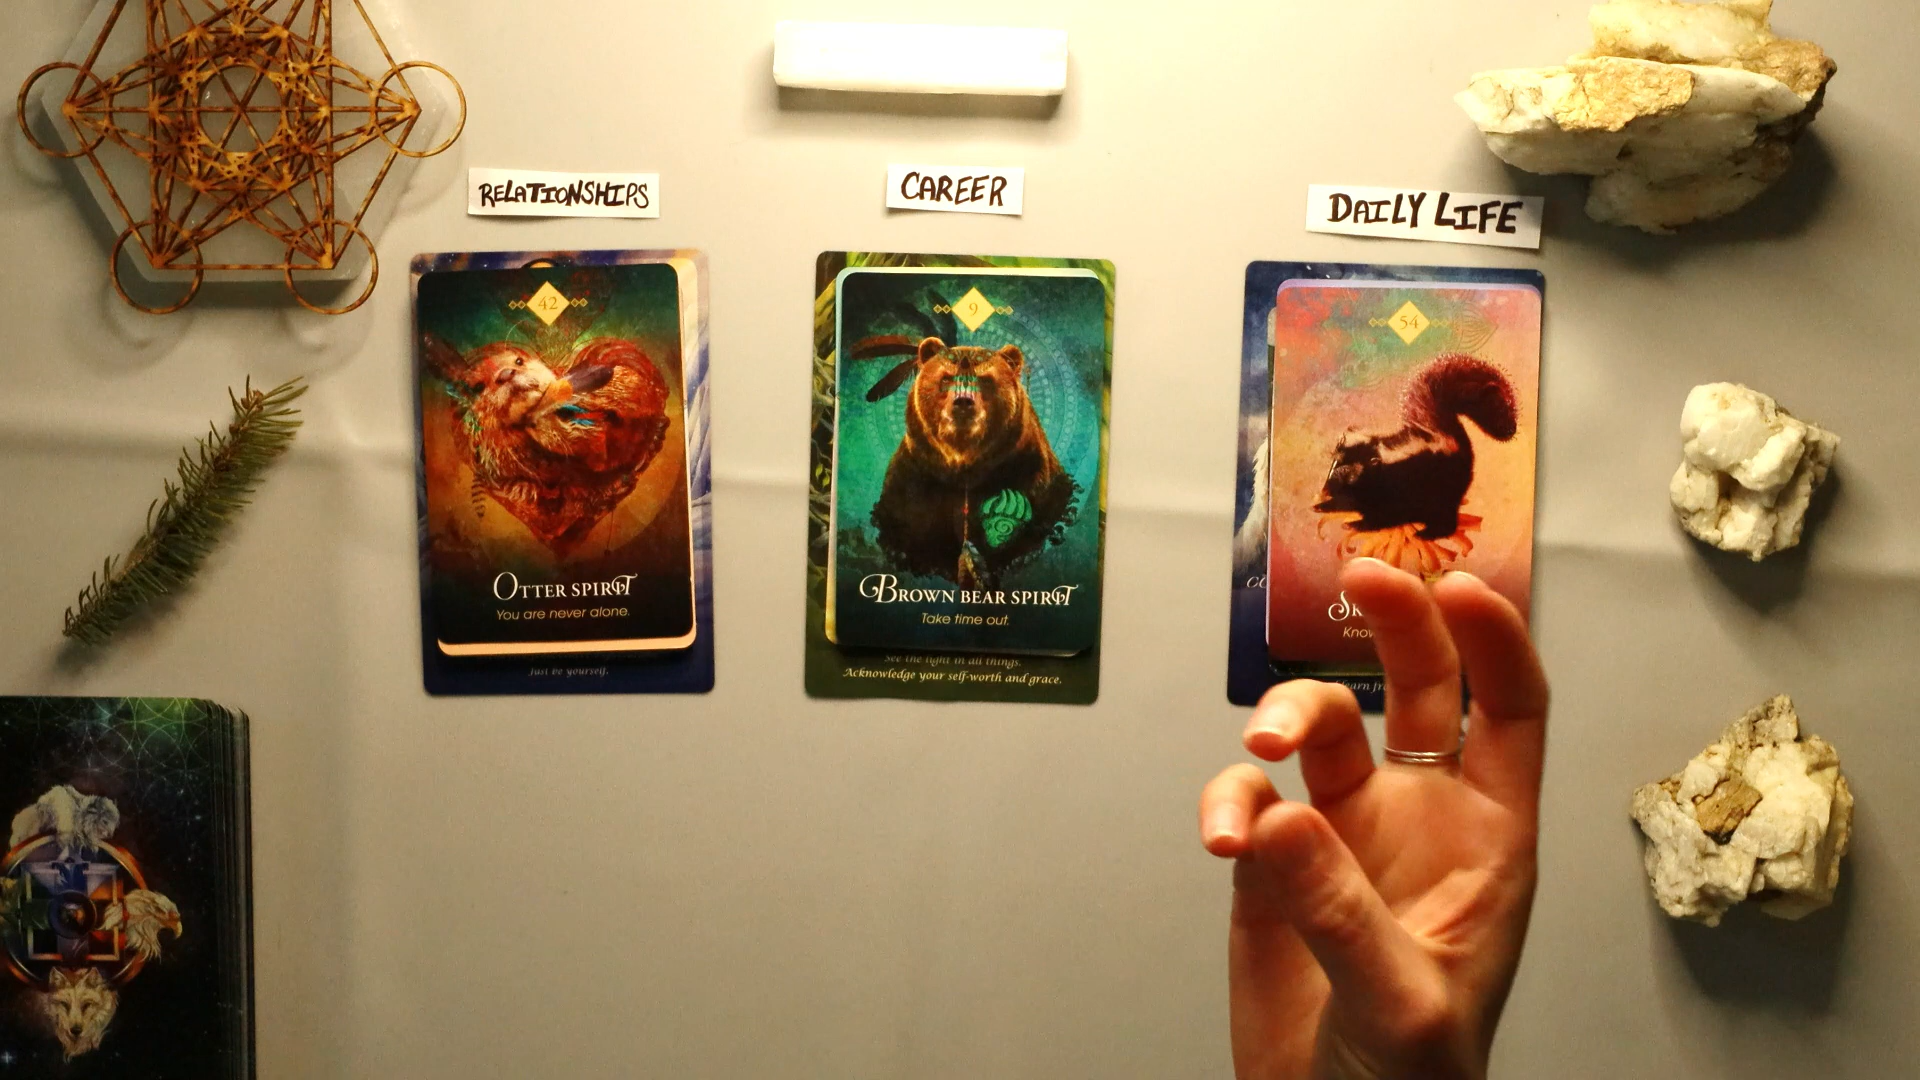 RELATIONSHIPS
CAREER
DAILY LIFE
42
OTTER SPIRIT
You are never alone.
Just be yourself.
9
BROWN BEAR SPIRIT
Take time out.
See the light in all things.
Acknowledge your self-worth and grace.
54